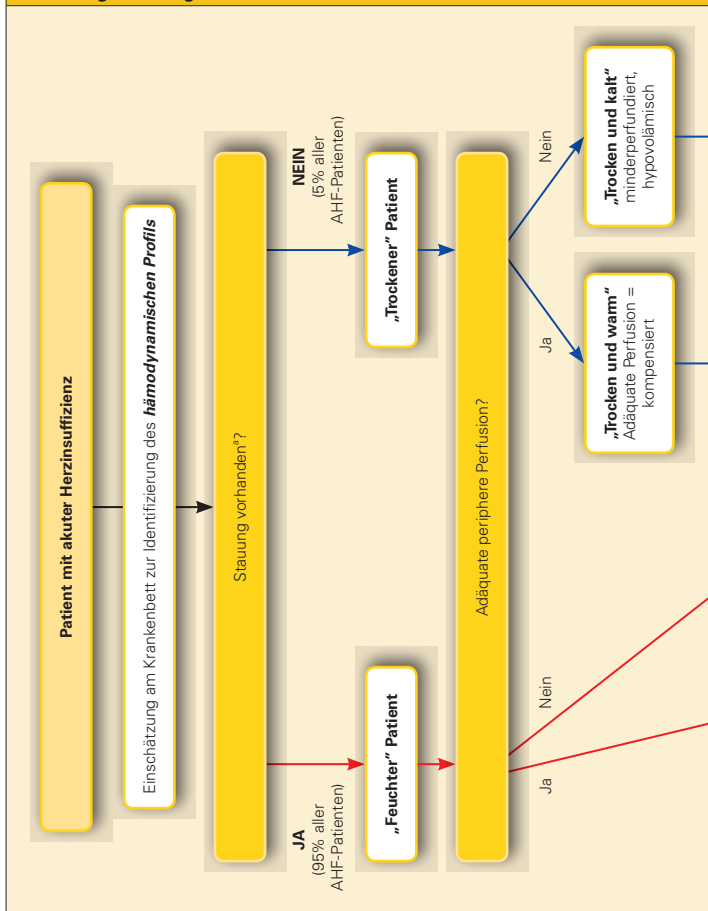 Patient mit akuter Herzinsuffizienz
Einschätzung am Krankenbett zur Identifizierung des hämodynamischen Profils
Stauung vorhandenᵃ?
JA
(95% aller
AHF-Patienten)
NEIN
(5% aller
AHF-Patienten)
„Feuchter” Patient
„Trockener” Patient
Adäquate periphere Perfusion?
Ja
Nein
Ja
Nein
„Trocken und warm“
Adäquate Perfusion =
kompensiert
„Trocken und kalt“
minderperfundiert,
hypovolämisch